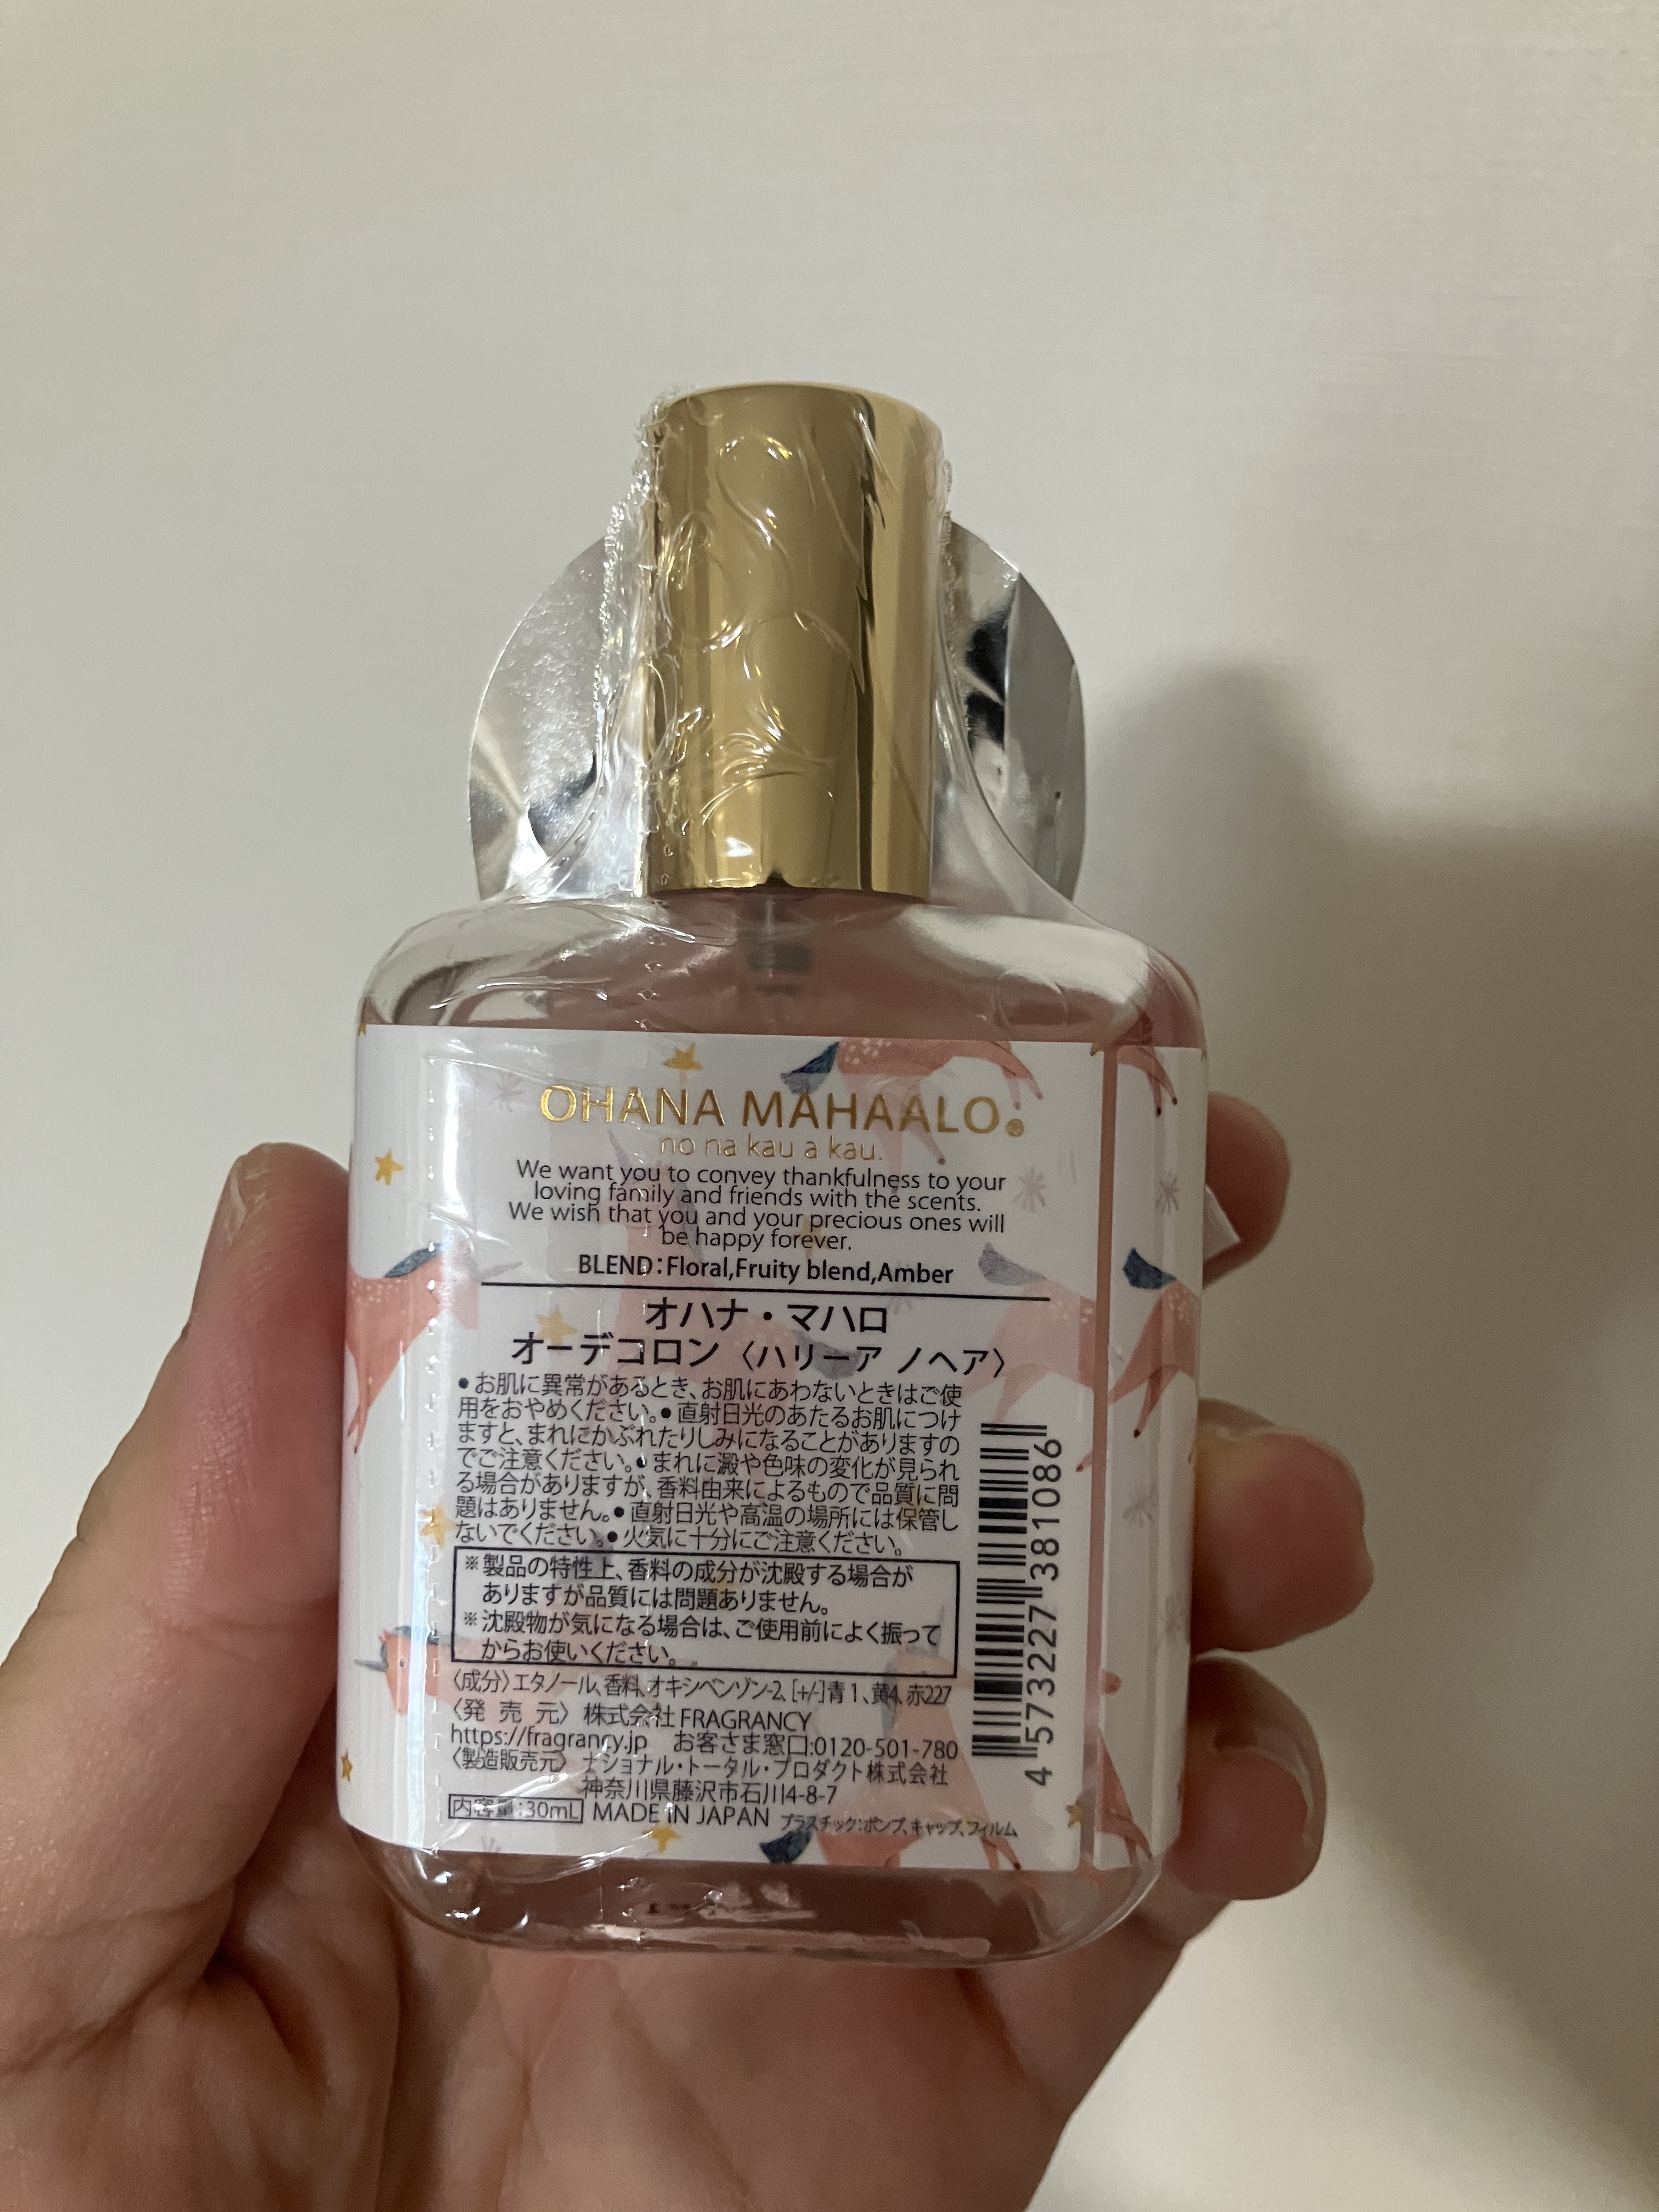 OHANA MAHAALO®
no na kau a kau.
We want you to convey thankfulness to your
loving family and friends with the scents.
We wish that you and your precious ones will
be happy forever.
BLEND:Floral,Fruity blend,Amber
オハナ・マハロ
オーデコロン〈ハリーア ノヘア〉
●お肌に異常があるとき、お肌にあわないときはご使
用をおやめください。●直射日光のあたるお肌につけ
ますと、まれにかぶれたりしみになることがありますの
でご注意ください。●まれに澱や色味の変化が見られ
る場合がありますが、香料由来によるもので品質に問
題はありません。●直射日光や高温の場所には保管し
ないでください。●火気に十分にご注意ください。
※製品の特性上、香料の成分が沈殿する場合が
ありますが品質には問題ありません。
※沈殿物が気になる場合は、ご使用前によく振って
からお使いください。
〈成分〉エタノール、香料、オキシベンゾン-2、[+/-]青1、黄4、赤227
〈発売元〉株式会社FRAGRANCY
https://fragrancy.jp お客さま窓口:0120-501-780
〈製造販売元〉ナショナル・トータル・プロダクト株式会社
神奈川県藤沢市石川4-8-7
内容量:30mL MADE IN JAPAN プラスチック:ポンプ、キャップ、フィルム
4573227381086